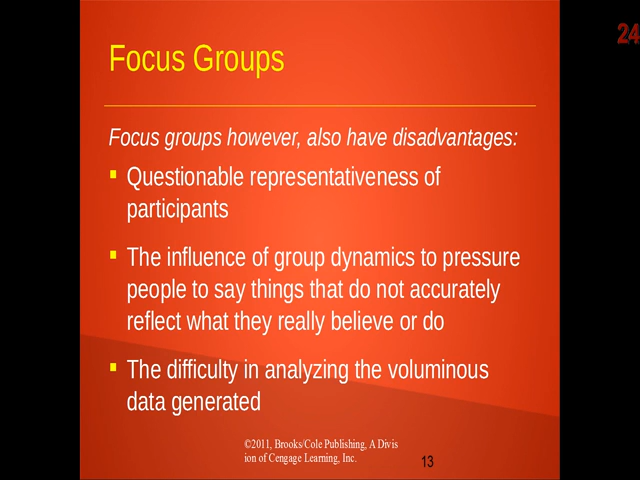 24
Focus Groups
Focus groups however, also have disadvantages:
Questionable representativeness of
participants
The influence of group dynamics to pressure
people to say things that do not accurately
reflect what they really believe or do
The difficulty in analyzing the voluminous
data generated
©2011, Brooks/Cole Publishing, A Divis
ion of Cengage Learning, Inc.
13